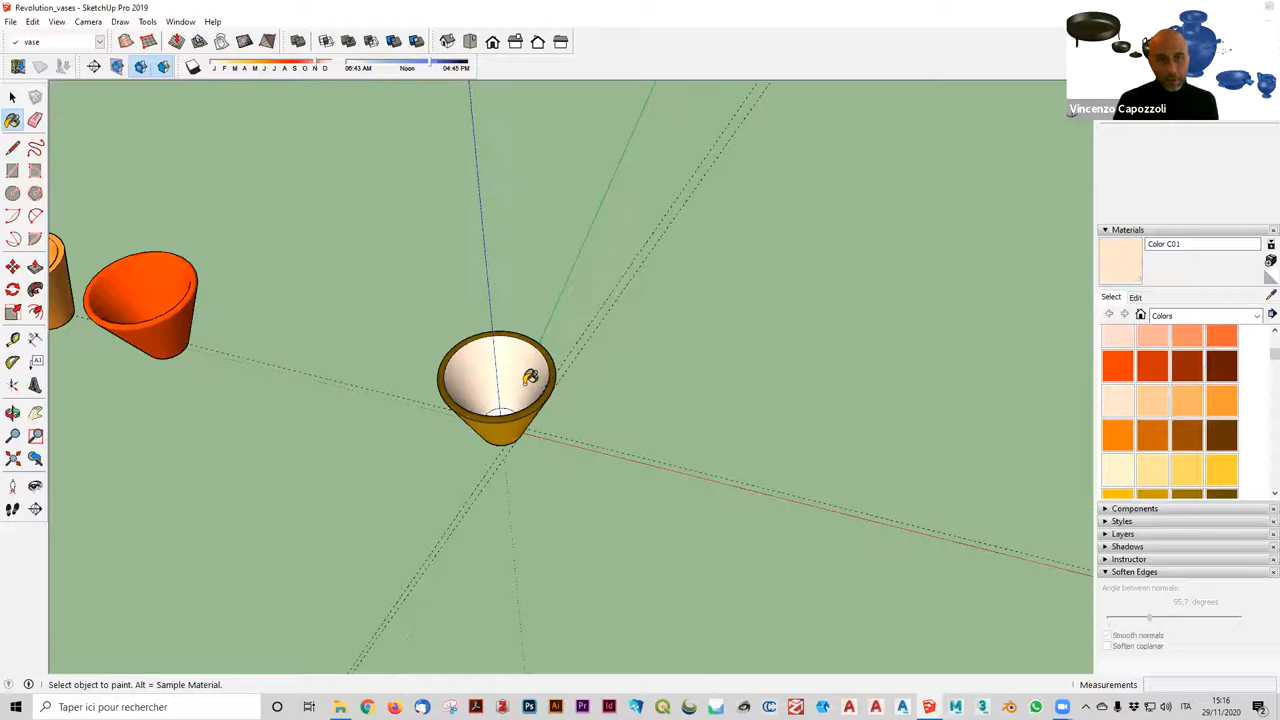 Revolution_vases - SketchUp Pro 2019
File Edit View Camera Draw Tools Window Help
vase
J F M A M J J A S O N D
06:43 AM Noon 04:45 PM
Vincenzo Capozzoli
Materials
Color C01
Select Edit
Colors
Components
Styles
Layers
Shadows
Instructor
Soften Edges
Angle between normals:
55,7 degrees
Smooth normals
Soften coplanar
Select object to paint. Alt = Sample Material.
Measurements
Taper ici pour rechercher
ITA
15:16
29/11/2020